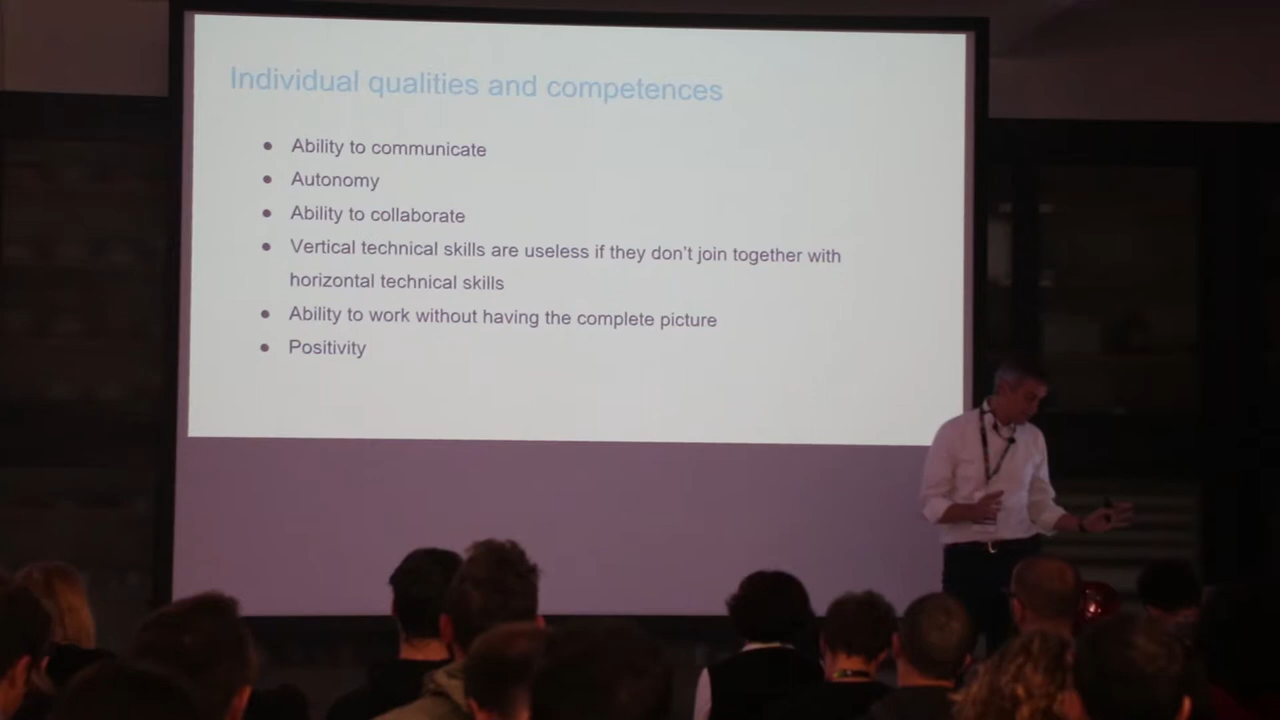 Individual qualities and competences
● Ability to communicate
● Autonomy
● Ability to collaborate
● Vertical technical skills are useless if they don't join together with
horizontal technical skills
● Ability to work without having the complete picture
● Positivity